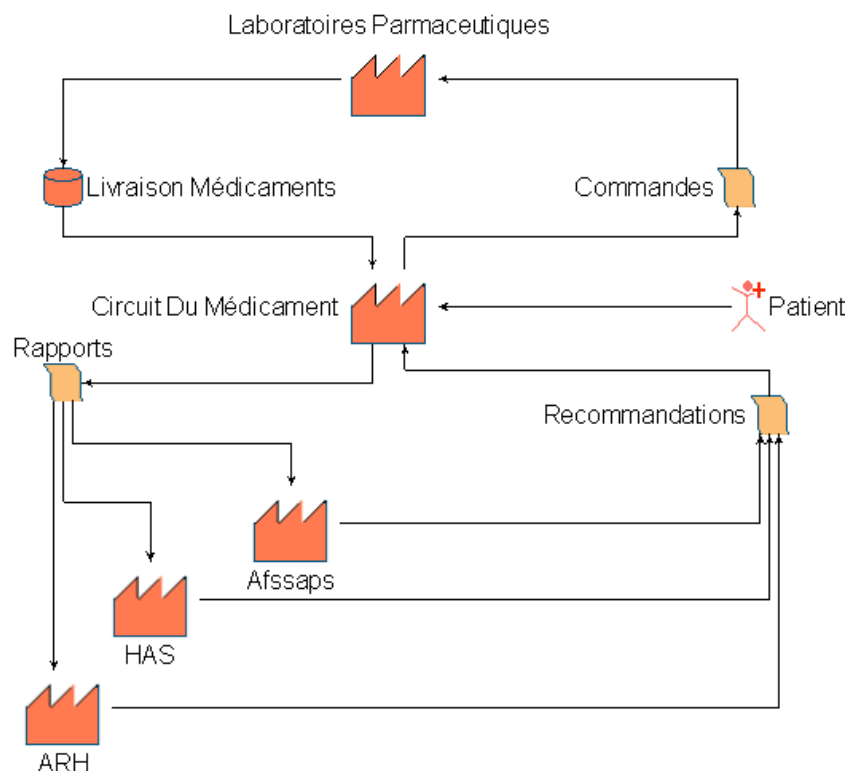 Laboratoires Parmaceutiques
Livraison Médicaments
Commandes
Circuit Du Médicament
Patient
Rapports
Recommandations
Afssaps
HAS
ARH